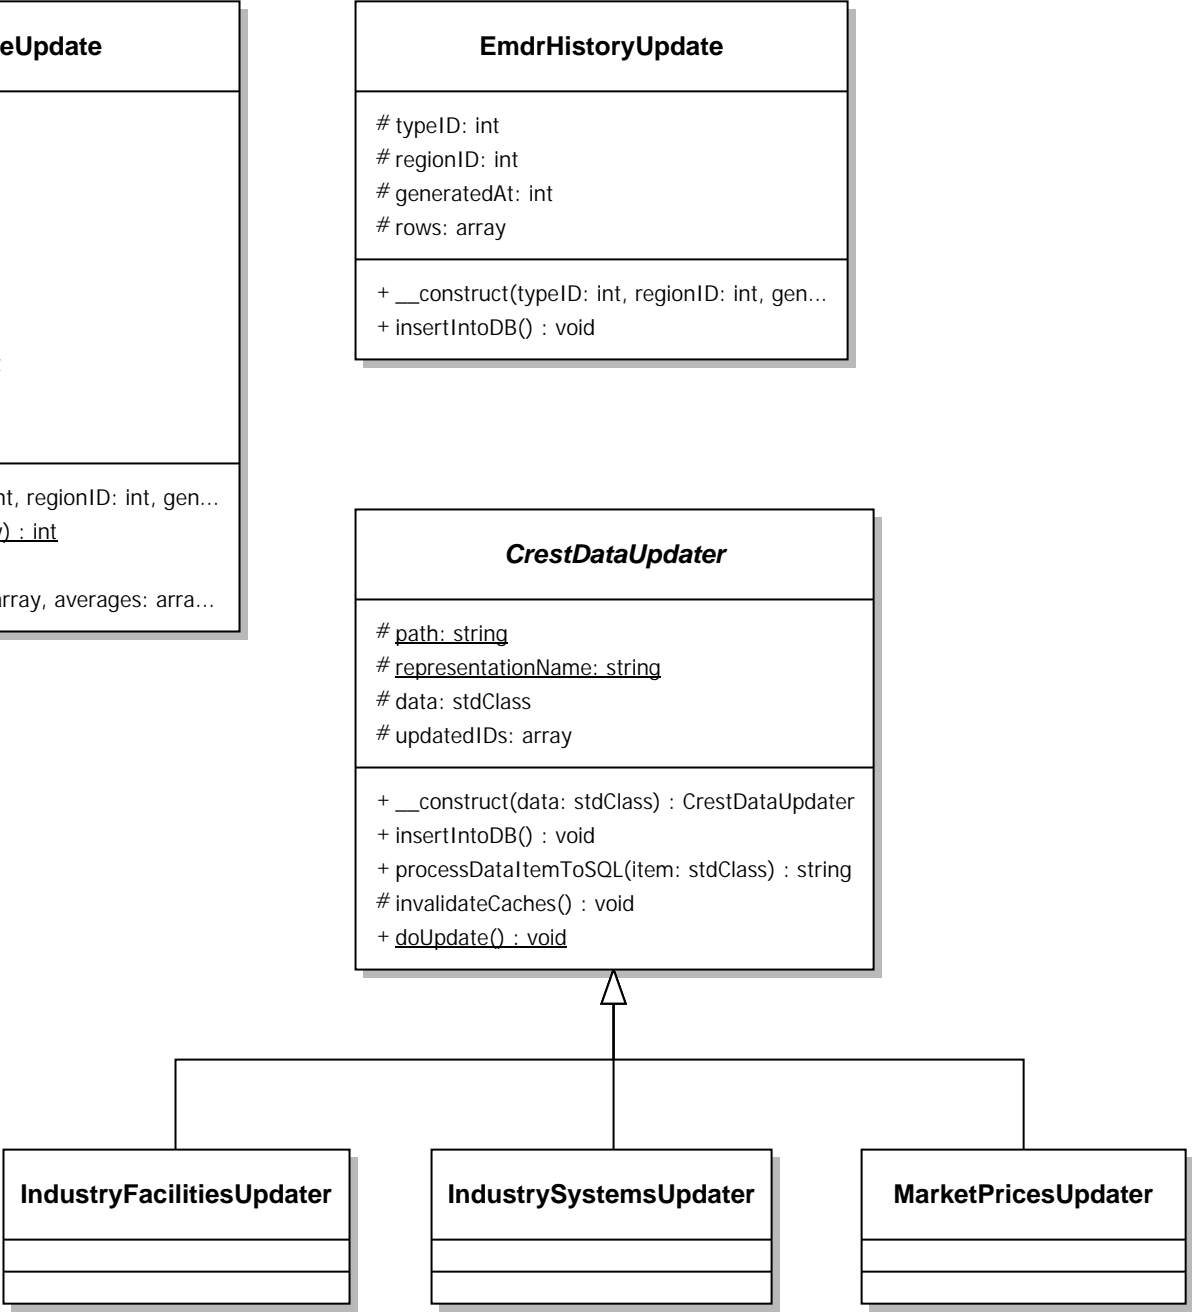 eUpdate
nt, regionID: int, gen...
) : int
array, averages: arra...
EmdrHistoryUpdate
# typeID: int
# regionID: int
# generatedAt: int
# rows: array
+ __construct(typeID: int, regionID: int, gen...
+ insertIntoDB() : void
CrestDataUpdater
# path: string
# representationName: string
# data: stdClass
# updatedIDs: array
+ __construct(data: stdClass) : CrestDataUpdater
+ insertIntoDB() : void
+ processDataItemToSQL(item: stdClass) : string
# invalidateCaches() : void
+ doUpdate() : void
IndustryFacilitiesUpdater
IndustrySystemsUpdater
MarketPricesUpdater